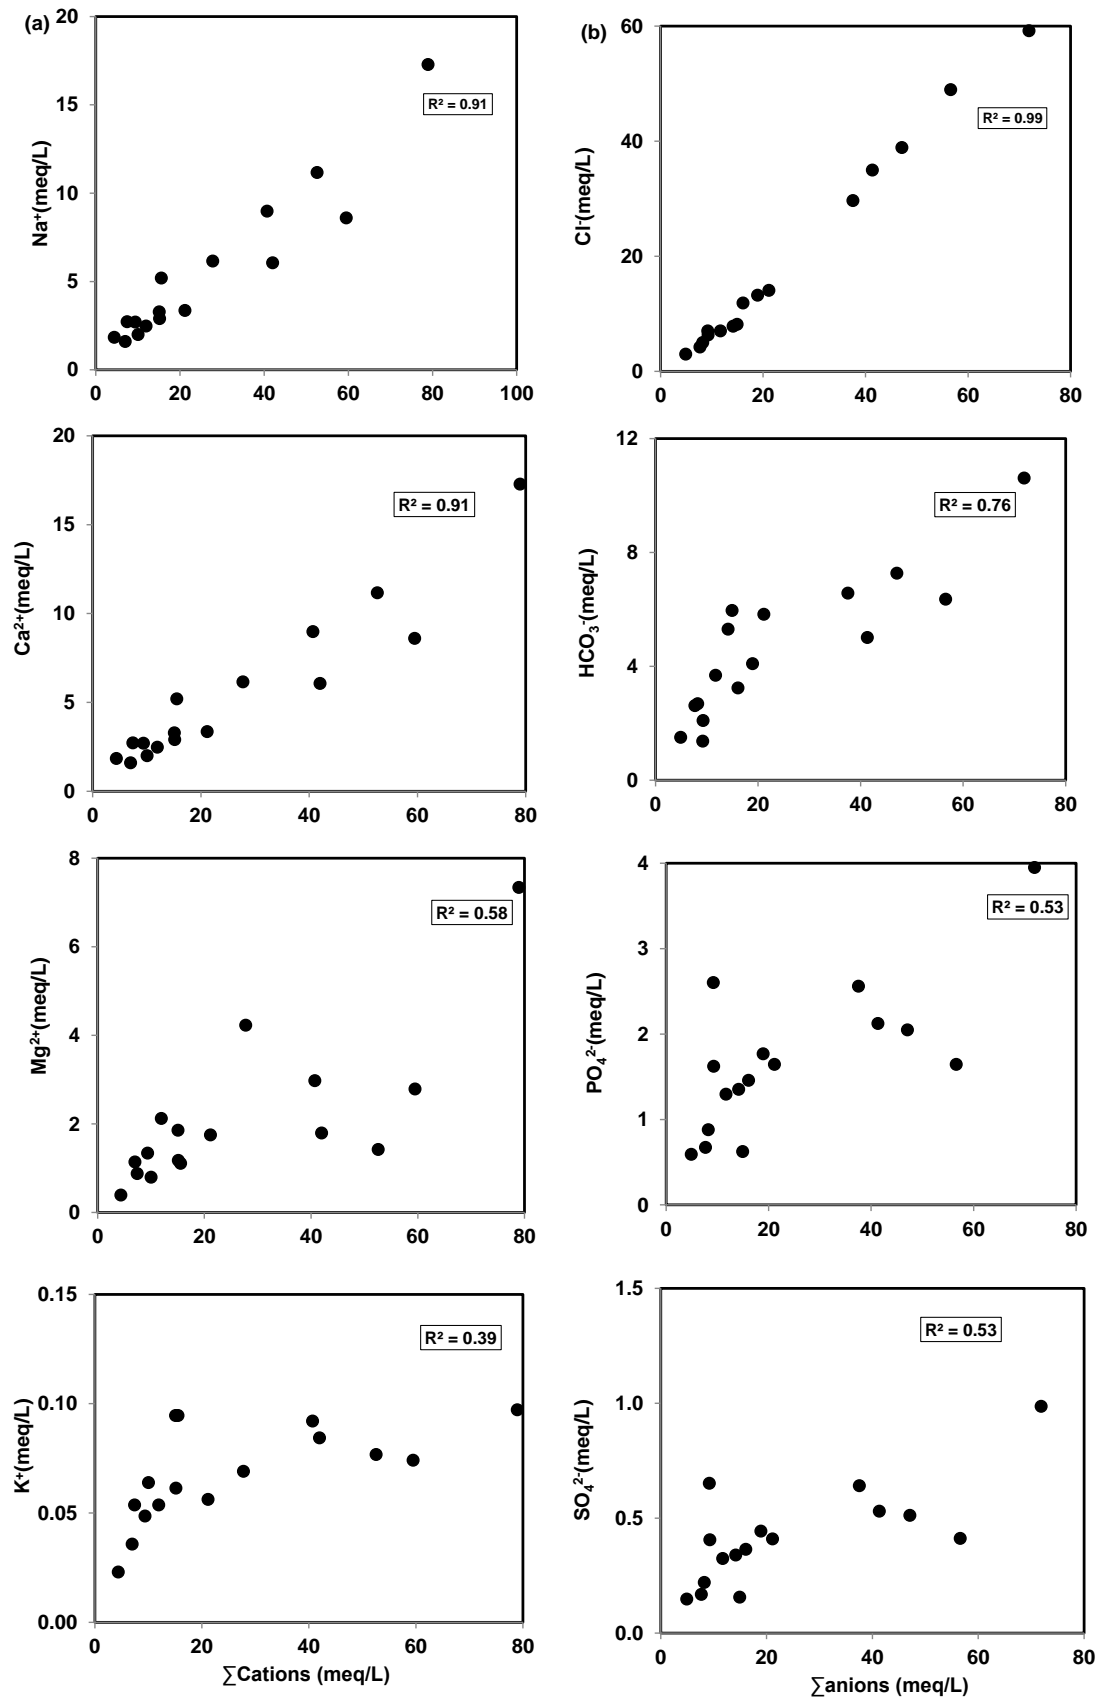 (a)
20
15
10
5
0
Na⁺(meq/L)
R² = 0.91
0 20 40 60 80 100
(b)
60
40
20
0
Cl⁻(meq/L)
R² = 0.99
0 20 40 60 80
20
15
10
5
0
Ca²⁺(meq/L)
R² = 0.91
0 20 40 60 80
12
8
4
0
HCO₃⁻(meq/L)
R² = 0.76
0 20 40 60 80
8
6
4
2
0
Mg²⁺(meq/L)
R² = 0.58
0 20 40 60 80
4
3
2
1
0
PO₄²⁻(meq/L)
R² = 0.53
0 20 40 60 80
0.15
0.10
0.05
0.00
K⁺(meq/L)
R² = 0.39
0 20 40 60 80
∑Cations (meq/L)
1.5
1.0
0.5
0.0
SO₄²⁻(meq/L)
R² = 0.53
0 20 40 60 80
∑anions (meq/L)